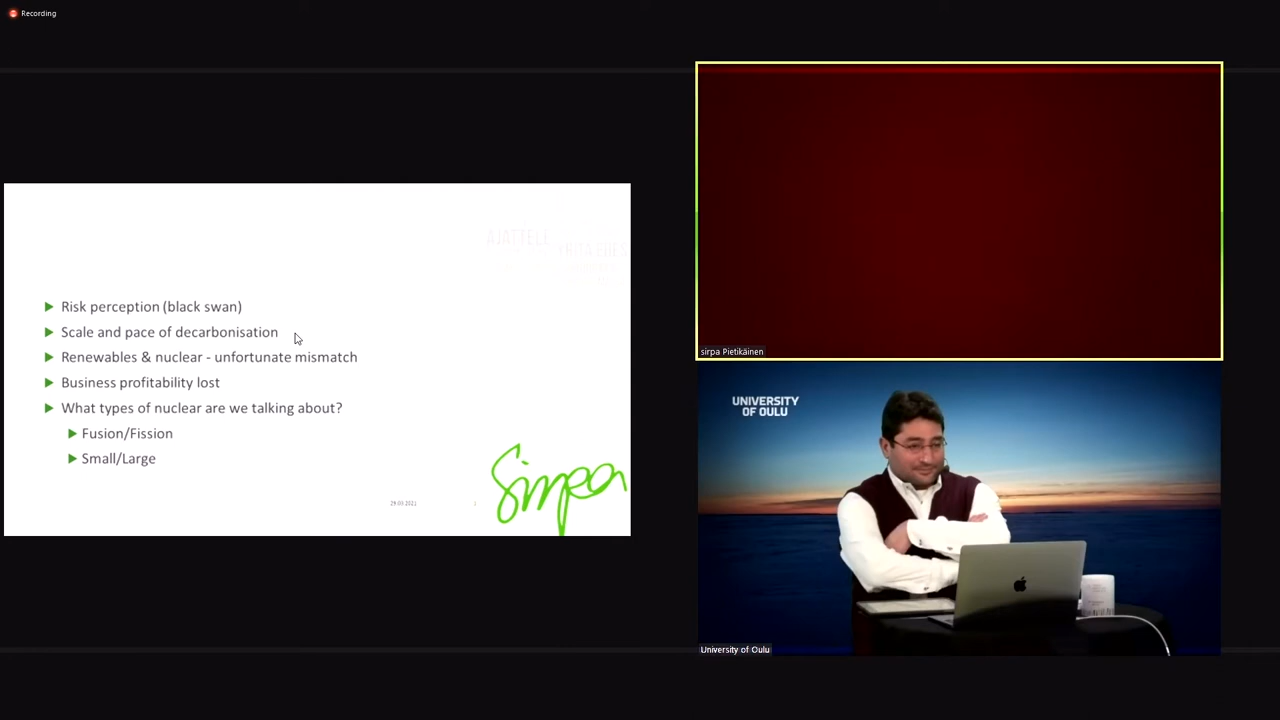 Recording
AJATTELE
Risk perception (black swan)
Scale and pace of decarbonisation
Renewables & nuclear - unfortunate mismatch
Business profitability lost
What types of nuclear are we talking about?
Fusion/Fission
Small/Large
Sirpa
sirpa Pietikäinen
UNIVERSITY
OF OULU
University of Oulu